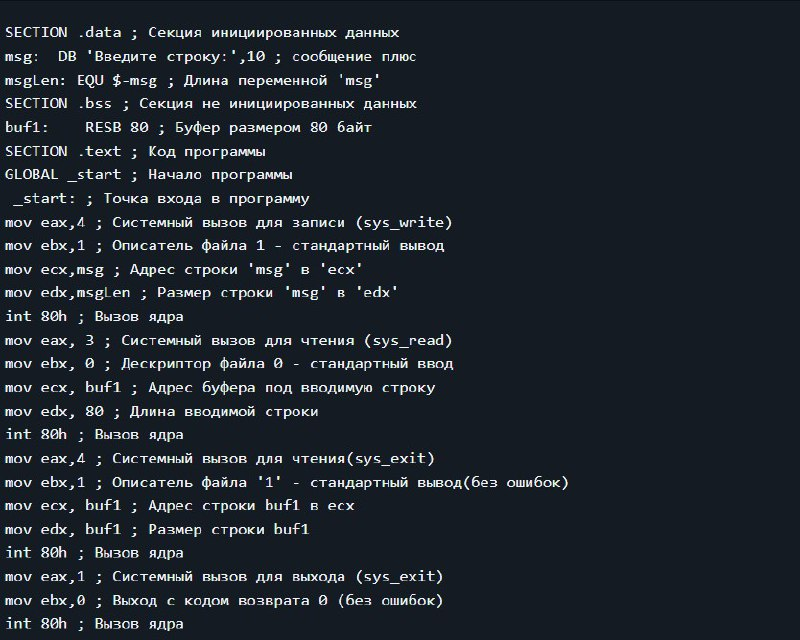 SECTION .data ; Секция инициированных данных
msg:  DB 'Введите строку:',10 ; сообщение плюс
msgLen: EQU $-msg ; Длина переменной 'msg'
SECTION .bss ; Секция не инициированных данных
buf1:    RESB 80 ; Буфер размером 80 байт
SECTION .text ; Код программы
GLOBAL _start ; Начало программы
 _start: ; Точка входа в программу
mov eax,4 ; Системный вызов для записи (sys_write)
mov ebx,1 ; Описатель файла 1 - стандартный вывод
mov ecx,msg ; Адрес строки 'msg' в 'ecx'
mov edx,msgLen ; Размер строки 'msg' в 'edx'
int 80h ; Вызов ядра
mov eax, 3 ; Системный вызов для чтения (sys_read)
mov ebx, 0 ; Дескриптор файла 0 - стандартный ввод
mov ecx, buf1 ; Адрес буфера под вводимую строку
mov edx, 80 ; Длина вводимой строки
int 80h ; Вызов ядра
mov eax,4 ; Системный вызов для чтения(sys_exit)
mov ebx,1 ; Описатель файла '1' - стандартный вывод(без ошибок)
mov ecx, buf1 ; Адрес строки buf1 в ecx
mov edx, buf1 ; Размер строки buf1
int 80h ; Вызов ядра
mov eax,1 ; Системный вызов для выхода (sys_exit)
mov ebx,0 ; Выход с кодом возврата 0 (без ошибок)
int 80h ; Вызов ядра